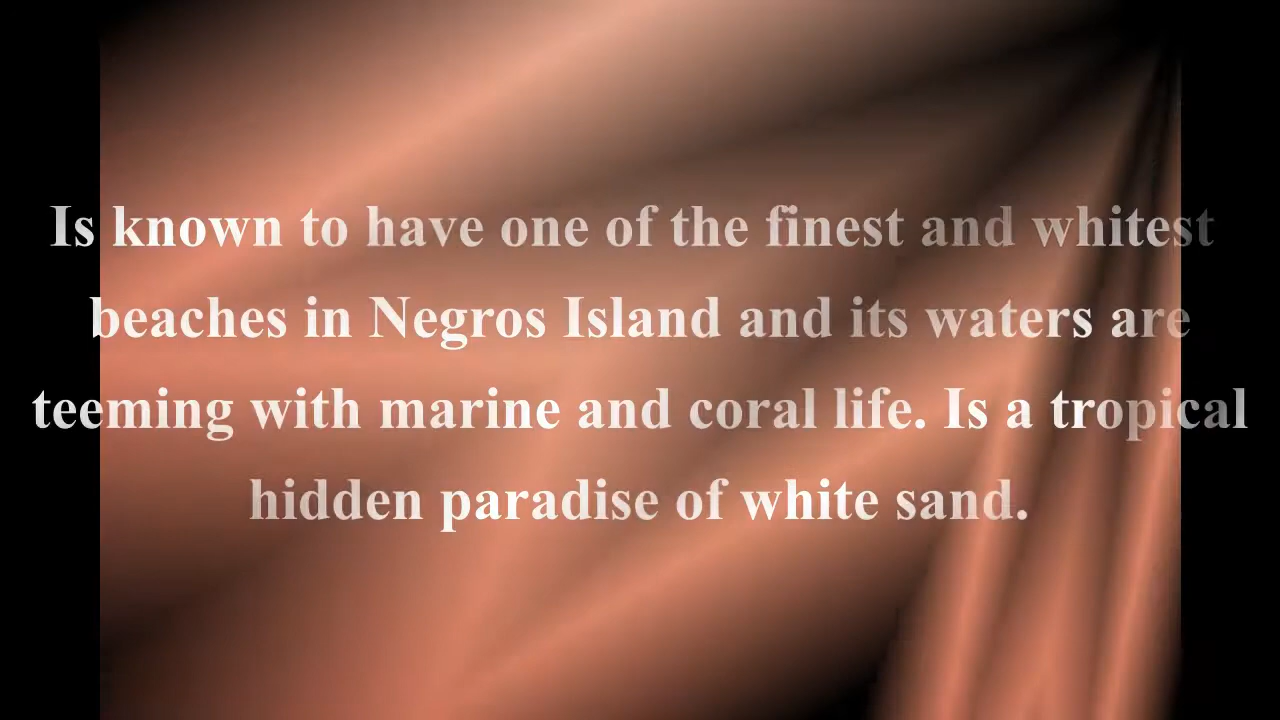 Is known to have one of the finest and whitest
beaches in Negros Island and its waters are
teeming with marine and coral life. Is a tropical
hidden paradise of white sand.